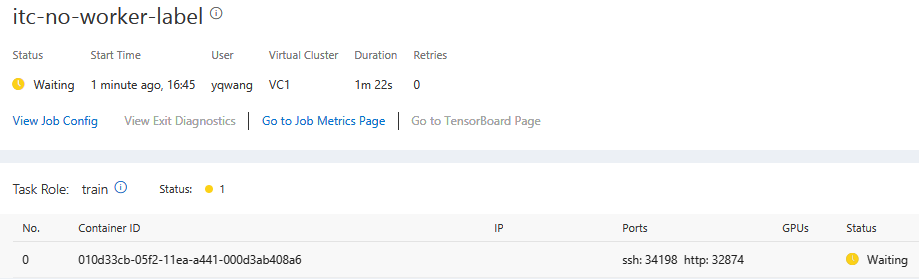 itc-no-worker-label
Status Start Time User Virtual Cluster Duration Retries
Waiting 1 minute ago, 16:45 yqwang VC1 1m 22s 0
View Job Config View Exit Diagnostics Go to Job Metrics Page Go to TensorBoard Page
Task Role: train Status: 1
No. Container ID IP Ports GPUs Status
0 010d33cb-05f2-11ea-a441-000d3ab408a6 ssh: 34198 http: 32874 Waiting